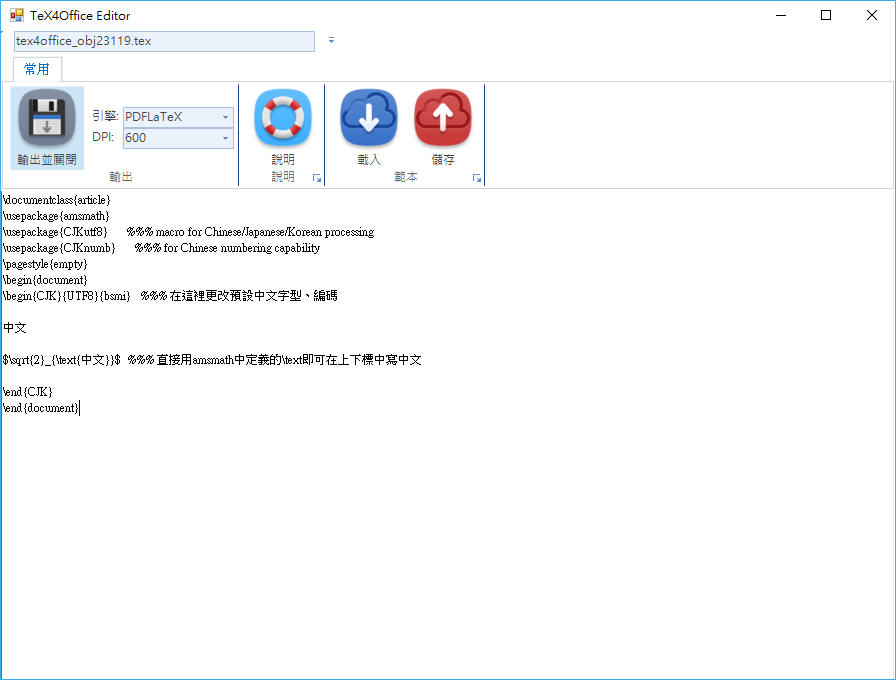 TeX4Office Editor
tex4office_obj23119.tex
常用
引擎: PDFLaTeX
DPI: 600
輸出並關閉
說明
載入
儲存
輸出
說明
範本
\documentclass{article}
\usepackage{amsmath}
\usepackage{CJKutf8} %%% macro for Chinese/Japanese/Korean processing
\usepackage{CJKnumb} %%% for Chinese numbering capability
\pagestyle{empty}
\begin{document}
\begin{CJK}{UTF8}{bsmi} %%% 在這裡更改預設中文字型、編碼
中文
$\sqrt{2}_{\text{中文}}$ %%% 直接用amsmath中定義的\text即可在上下標中寫中文
\end{CJK}
\end{document}